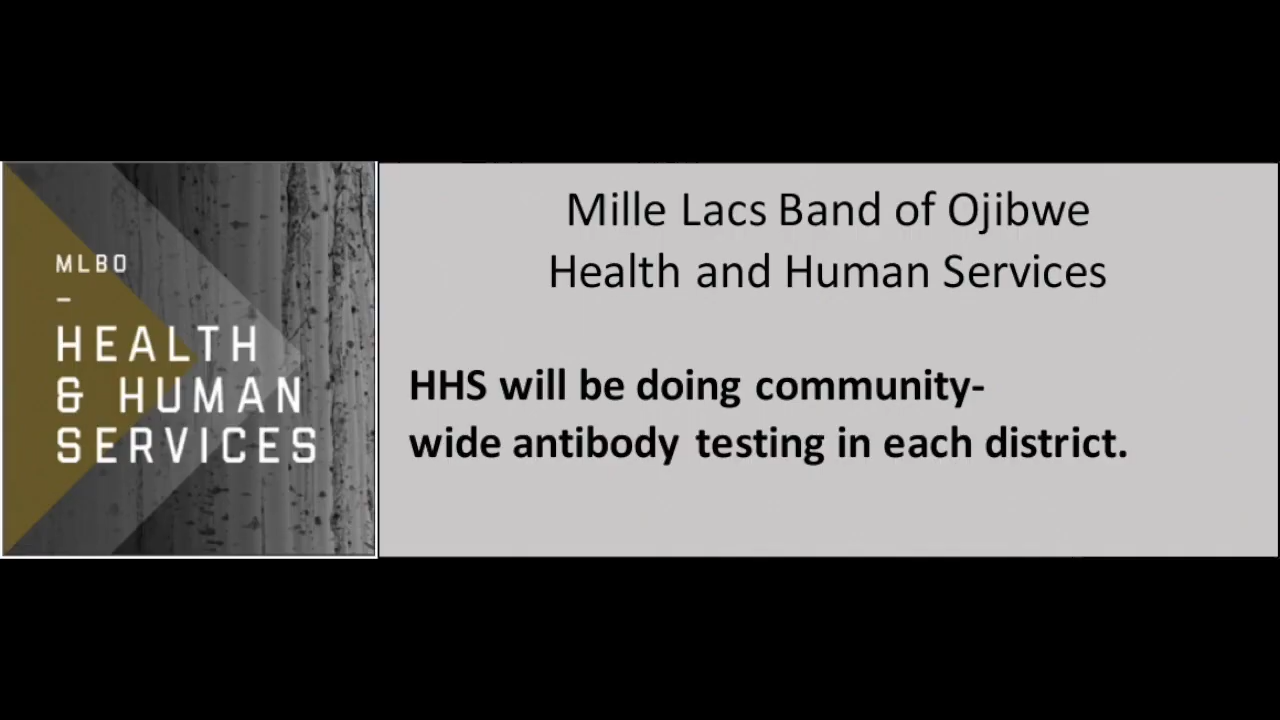 MLBO
–
HEALTH
& HUMAN
SERVICES
Mille Lacs Band of Ojibwe
Health and Human Services
HHS will be doing community-
wide antibody testing in each district.